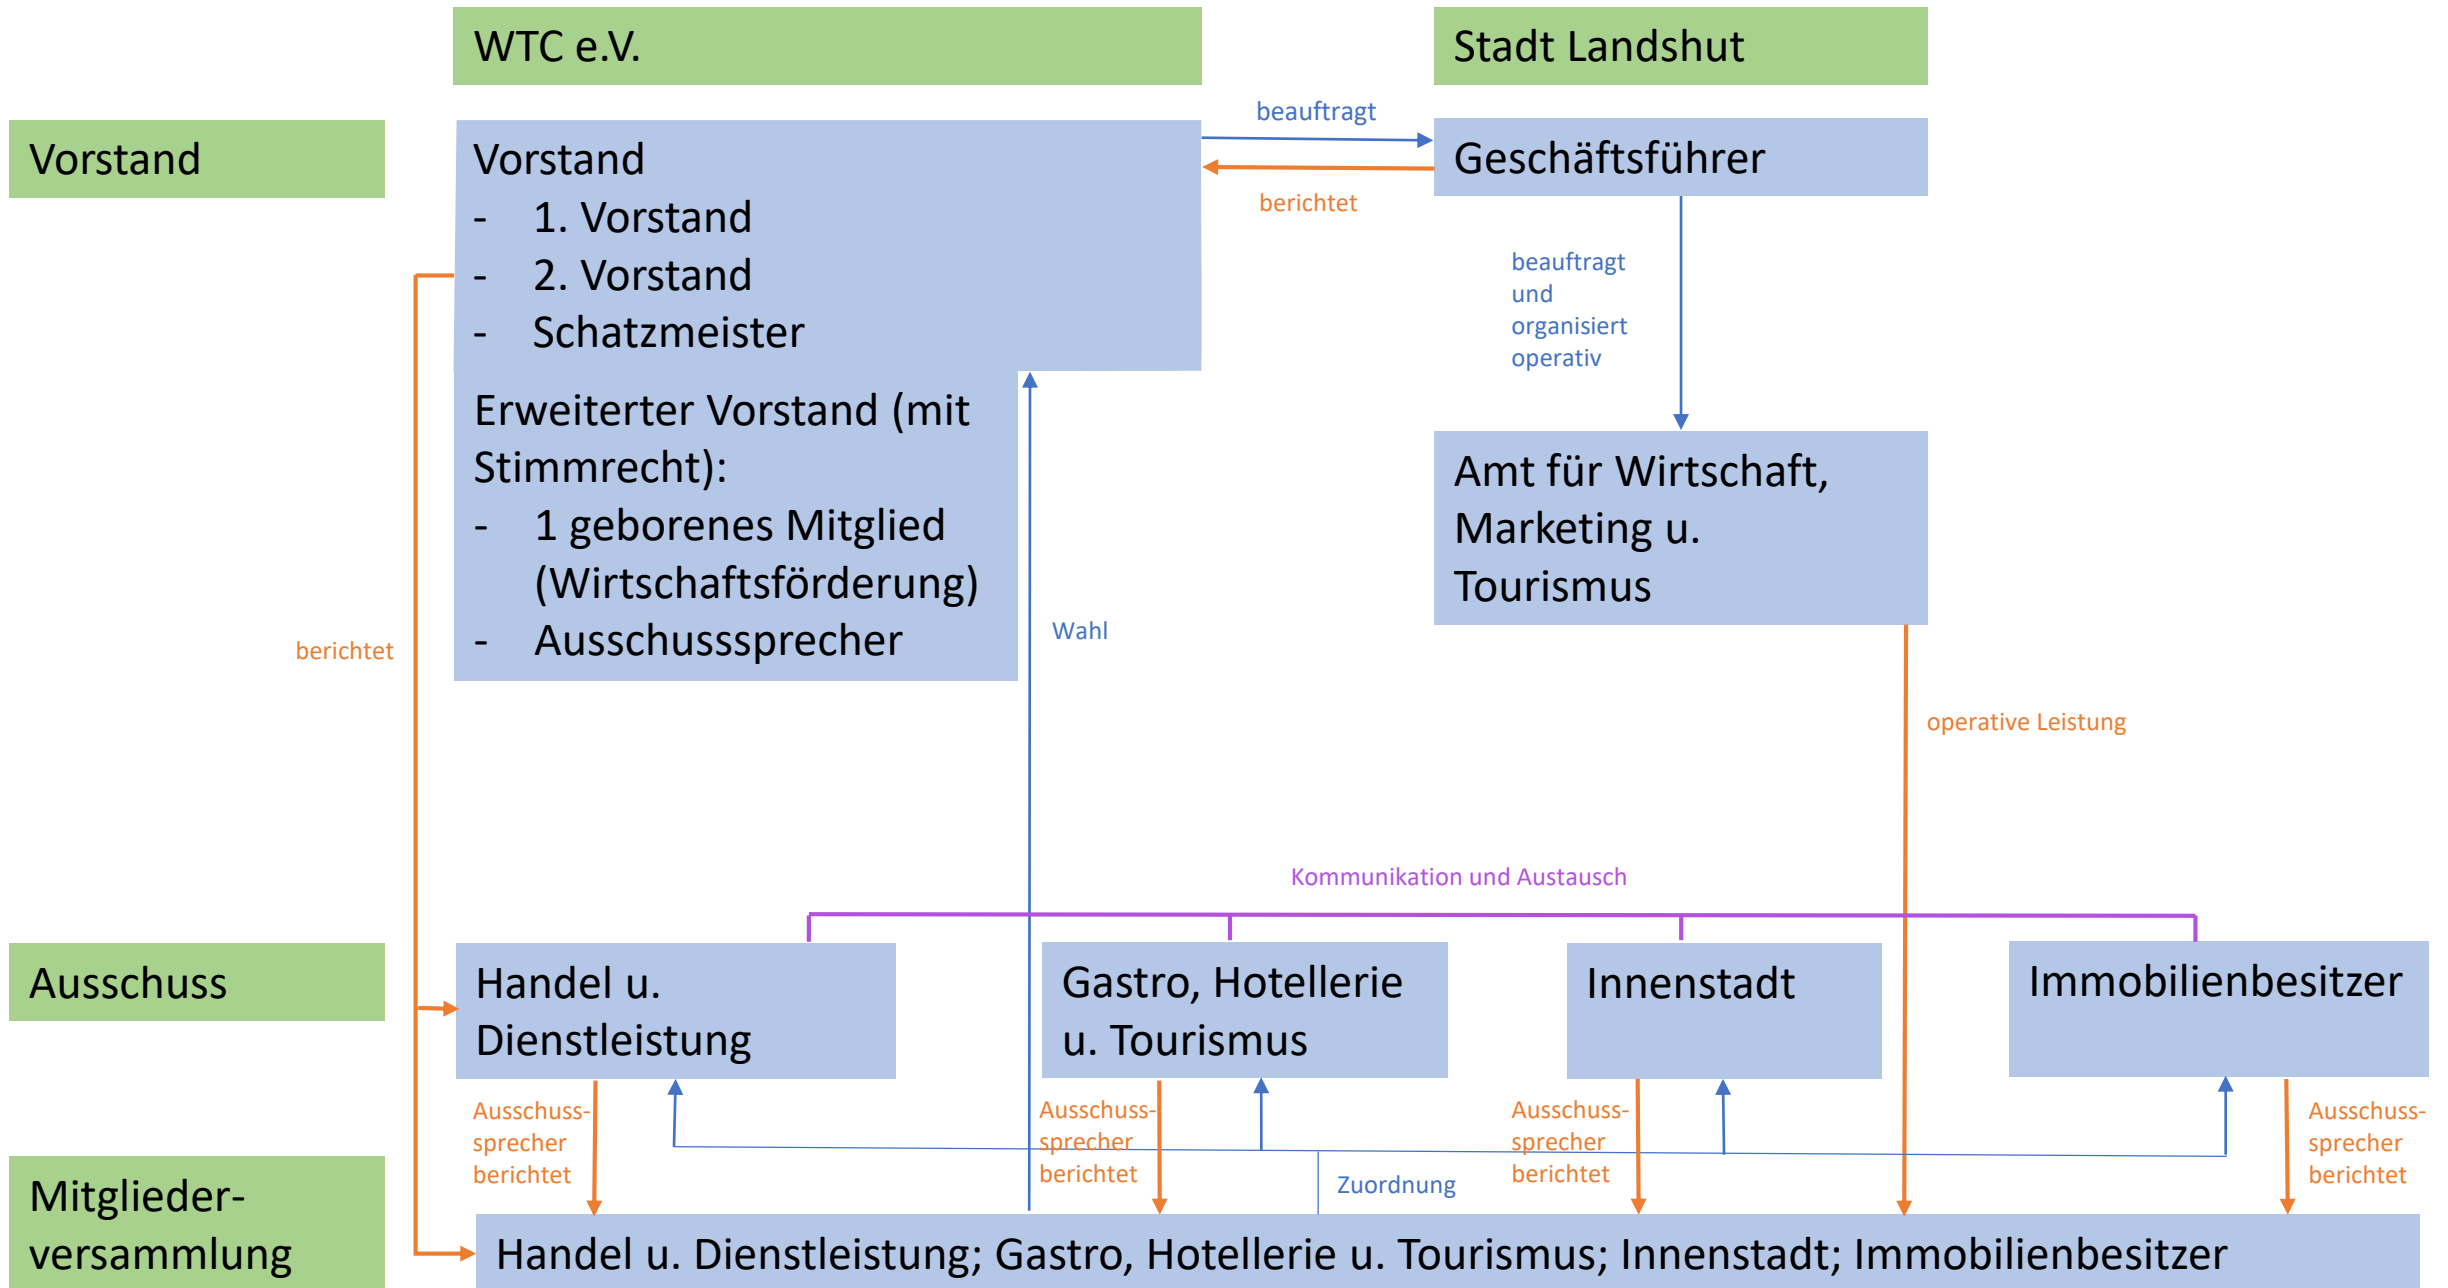 WTC e.V.
Stadt Landshut
Vorstand
Vorstand
- 1. Vorstand
- 2. Vorstand
- Schatzmeister
beauftragt
berichtet
Geschäftsführer
beauftragt
und
organisiert
operativ
Erweiterter Vorstand (mit
Stimmrecht):
- 1 geborenes Mitglied
(Wirtschaftsförderung)
- Ausschusssprecher
Amt für Wirtschaft,
Marketing u.
Tourismus
berichtet
Wahl
operative Leistung
Kommunikation und Austausch
Ausschuss
Handel u.
Dienstleistung
Gastro, Hotellerie
u. Tourismus
Innenstadt
Immobilienbesitzer
Ausschuss-
sprecher
berichtet
Ausschuss-
sprecher
berichtet
Ausschuss-
sprecher
berichtet
Ausschuss-
sprecher
berichtet
Zuordnung
Mitglieder-
versammlung
Handel u. Dienstleistung; Gastro, Hotellerie u. Tourismus; Innenstadt; Immobilienbesitzer